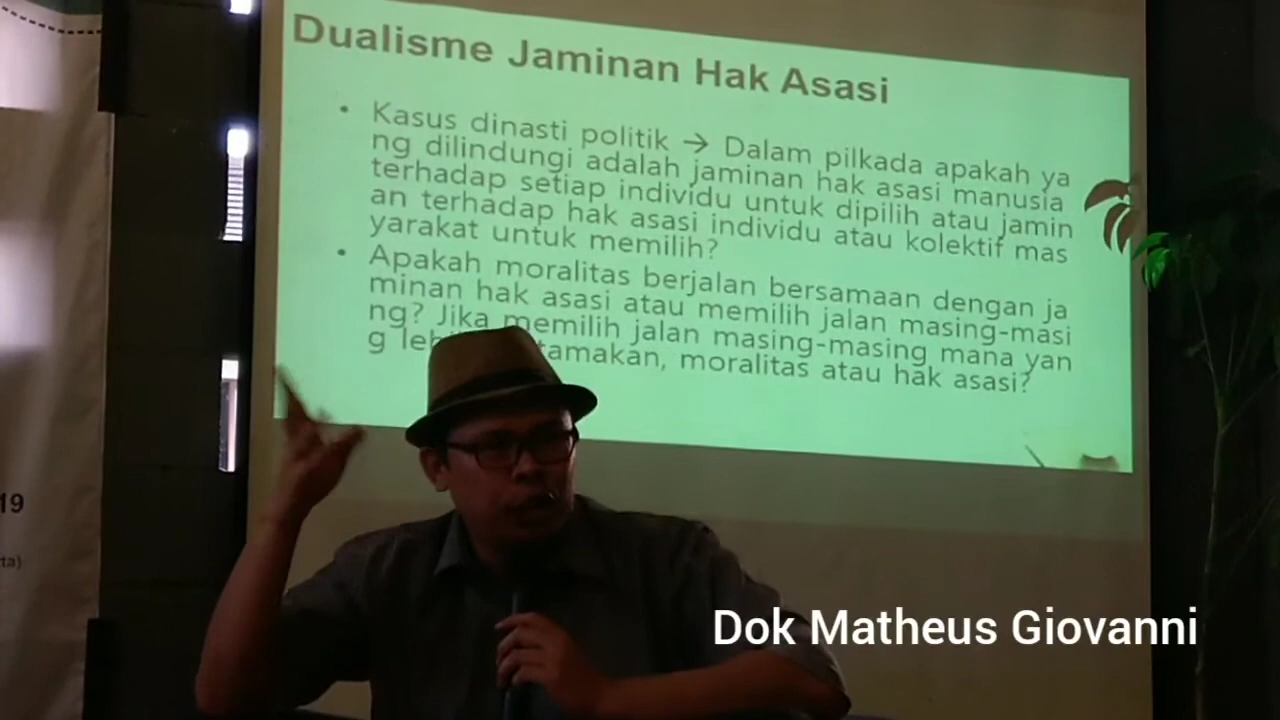 Dualisme Jaminan Hak Asasi
• Kasus dinasti politik → Dalam pilkada apakah ya
ng dilindungi adalah jaminan hak asasi manusia
terhadap setiap individu untuk dipilih atau jamin
an terhadap hak asasi individu atau kolektif mas
yarakat untuk memilih?
• Apakah moralitas berjalan bersamaan dengan ja
minan hak asasi atau memilih jalan masing-masi
ng? Jika memilih jalan masing-masing mana yan
g tamakan, moralitas atau hak asasi?
19
ta)
Dok Matheus Giovanni